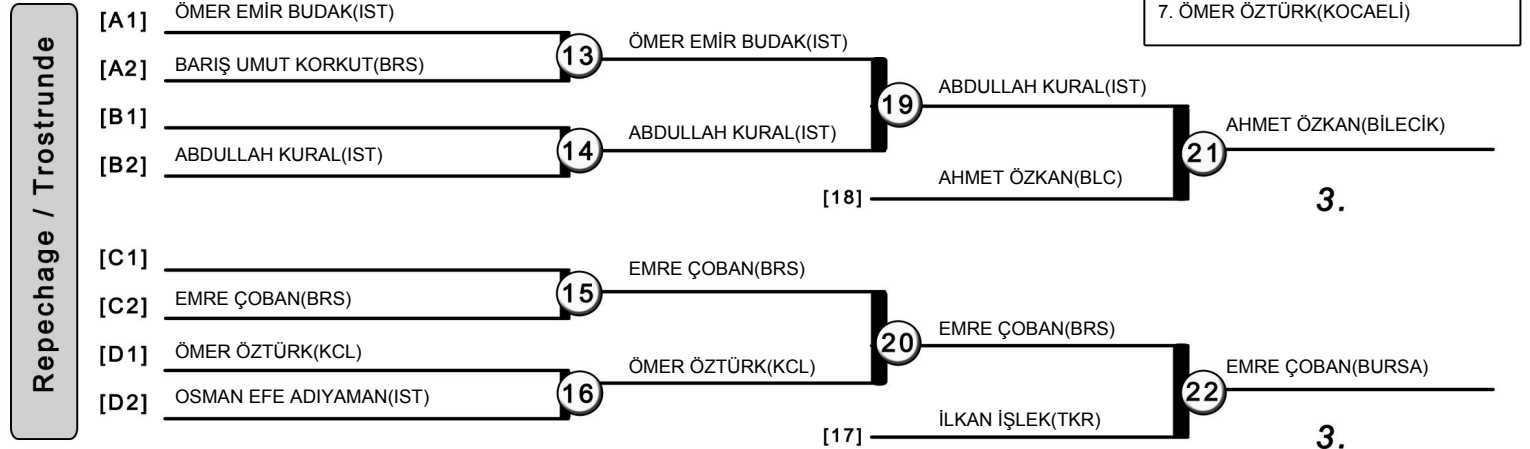 7. ÖMER ÖZTÜRK(KOCAELİ)
Repechage / Trostrunde
[A1] ÖMER EMİR BUDAK(IST)
13 ÖMER EMİR BUDAK(IST)
[A2] BARIŞ UMUT KORKUT(BRS)
19 ABDULLAH KURAL(IST)
[B1]
14 ABDULLAH KURAL(IST)
[B2] ABDULLAH KURAL(IST)
21 AHMET ÖZKAN(BİLECİK)
[18] AHMET ÖZKAN(BLC)
3.
[C1]
15 EMRE ÇOBAN(BRS)
[C2] EMRE ÇOBAN(BRS)
20 EMRE ÇOBAN(BRS)
[D1] ÖMER ÖZTÜRK(KCL)
16 ÖMER ÖZTÜRK(KCL)
[D2] OSMAN EFE ADIYAMAN(IST)
22 EMRE ÇOBAN(BURSA)
[17] İLKAN İŞLEK(TKR)
3.